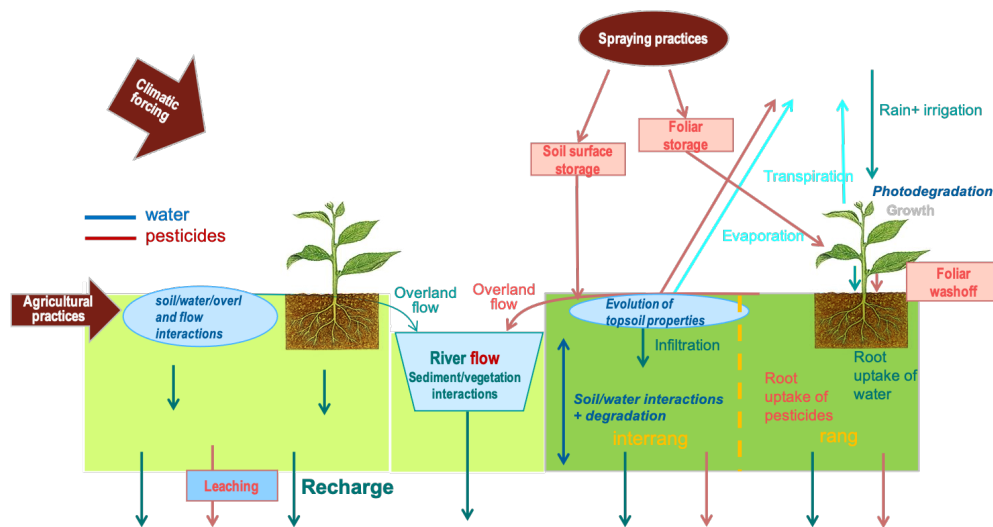 Spraying practices
Climatic
forcing
Rain+ irrigation
Foliar
storage
Soil surface
storage
Transpiration
Photodegradation
Growth
water
pesticides
Evaporation
Foliar
washoff
Agricultural
practices
soil/water/overl
and flow
interactions
Overland
flow
Overland
flow
Evolution of
topsoil properties
Infiltration
River flow
Sediment/vegetation
interactions
Root
uptake of
water
Root
uptake of
pesticides
Soil/water interactions
+ degradation
interrang
rang
Leaching
Recharge